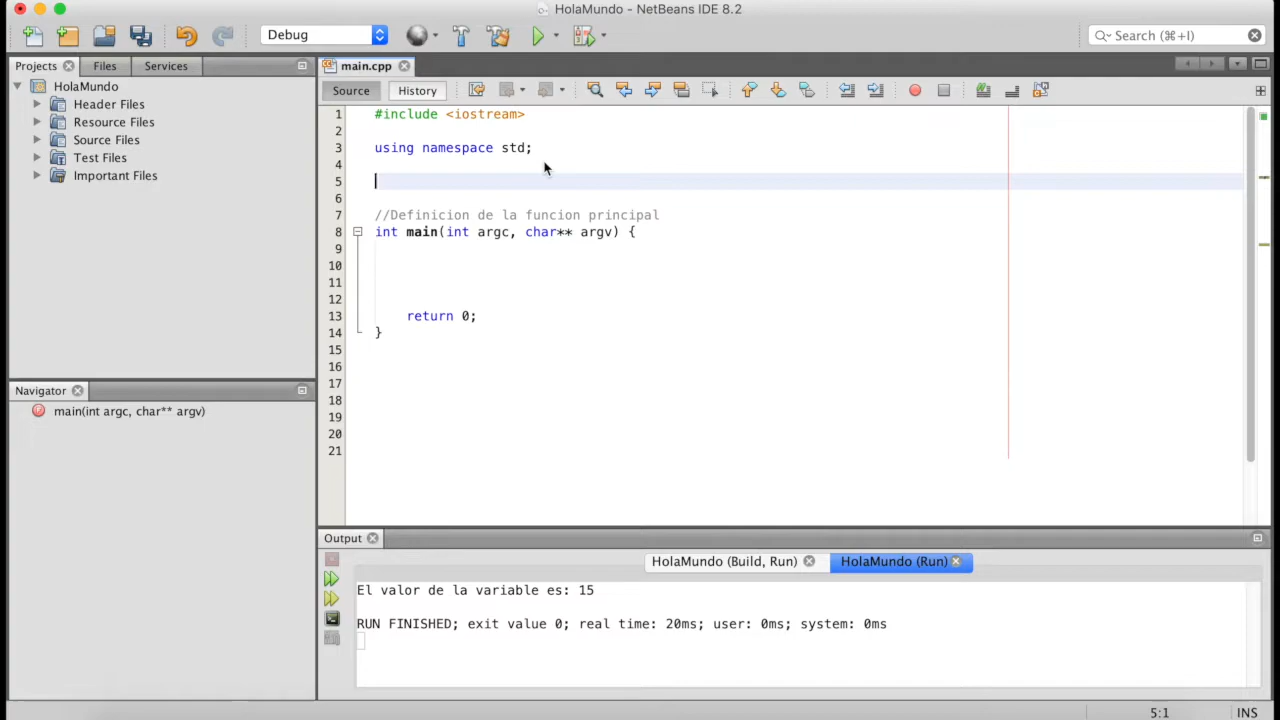 HolaMundo - NetBeans IDE 8.2
Debug
Search (⌘+I)
Projects
Files
Services
main.cpp
HolaMundo
Header Files
Resource Files
Source Files
Test Files
Important Files
Source
History
1 #include <iostream>
2
3 using namespace std;
4
5
6
7 //Definicion de la funcion principal
8 int main(int argc, char** argv) {
9
10
11
12
13 return 0;
14 }
15
16
17
18
19
20
21
Navigator
main(int argc, char** argv)
Output
HolaMundo (Build, Run)
HolaMundo (Run)
El valor de la variable es: 15
RUN FINISHED; exit value 0; real time: 20ms; user: 0ms; system: 0ms
5:1
INS